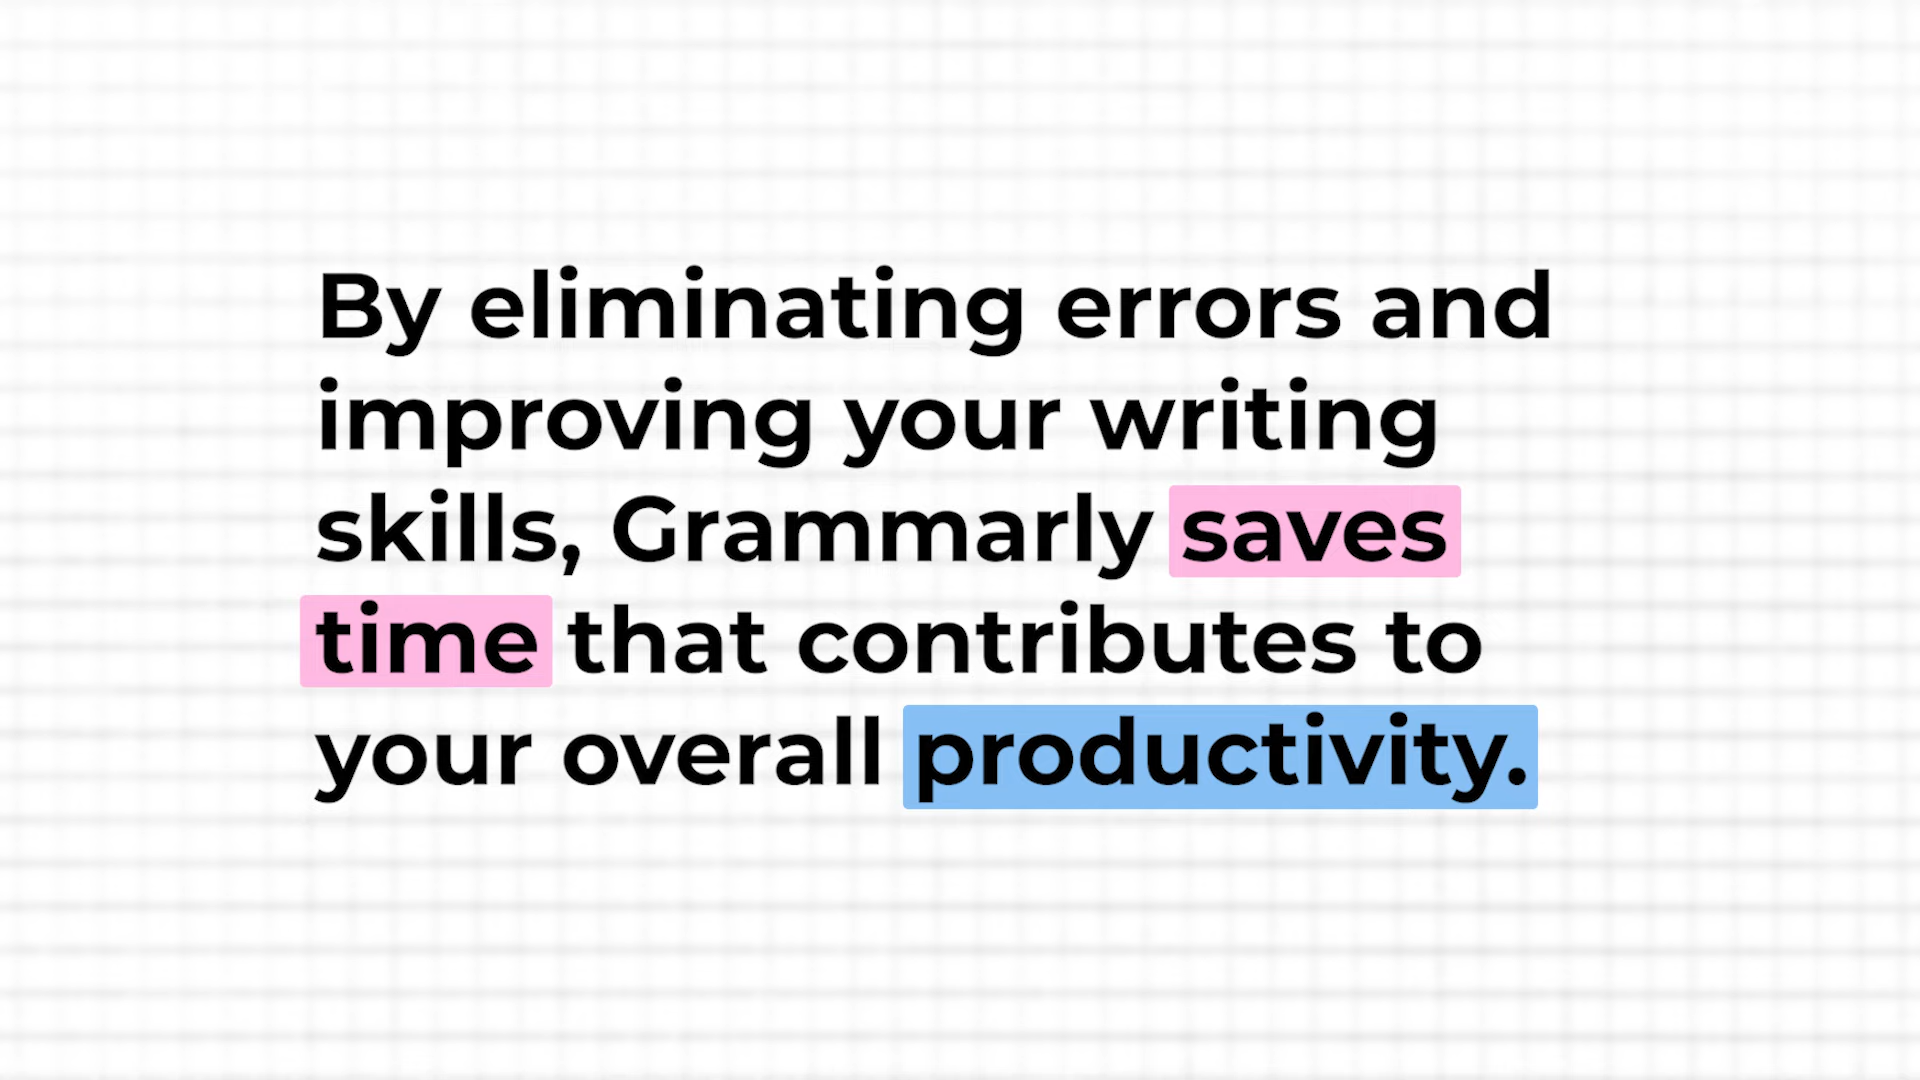 By eliminating errors and
improving your writing
skills, Grammarly saves
time that contributes to
your overall productivity.